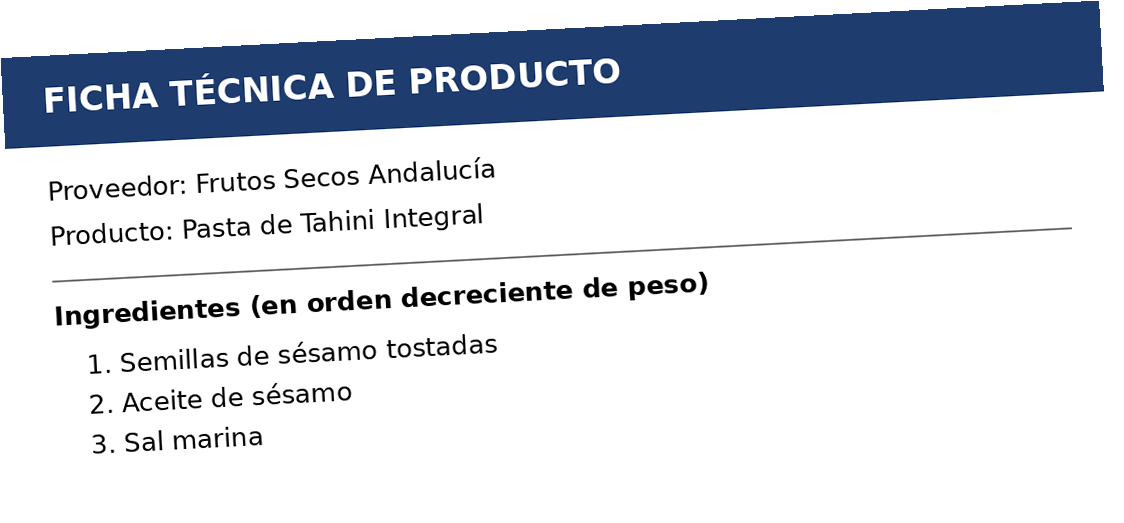 FICHA TÉCNICA DE PRODUCTO
Proveedor: Frutos Secos Andalucía
Producto: Pasta de Tahini Integral
Ingredientes (en orden decreciente de peso)
1. Semillas de sésamo tostadas
2. Aceite de sésamo
3. Sal marina